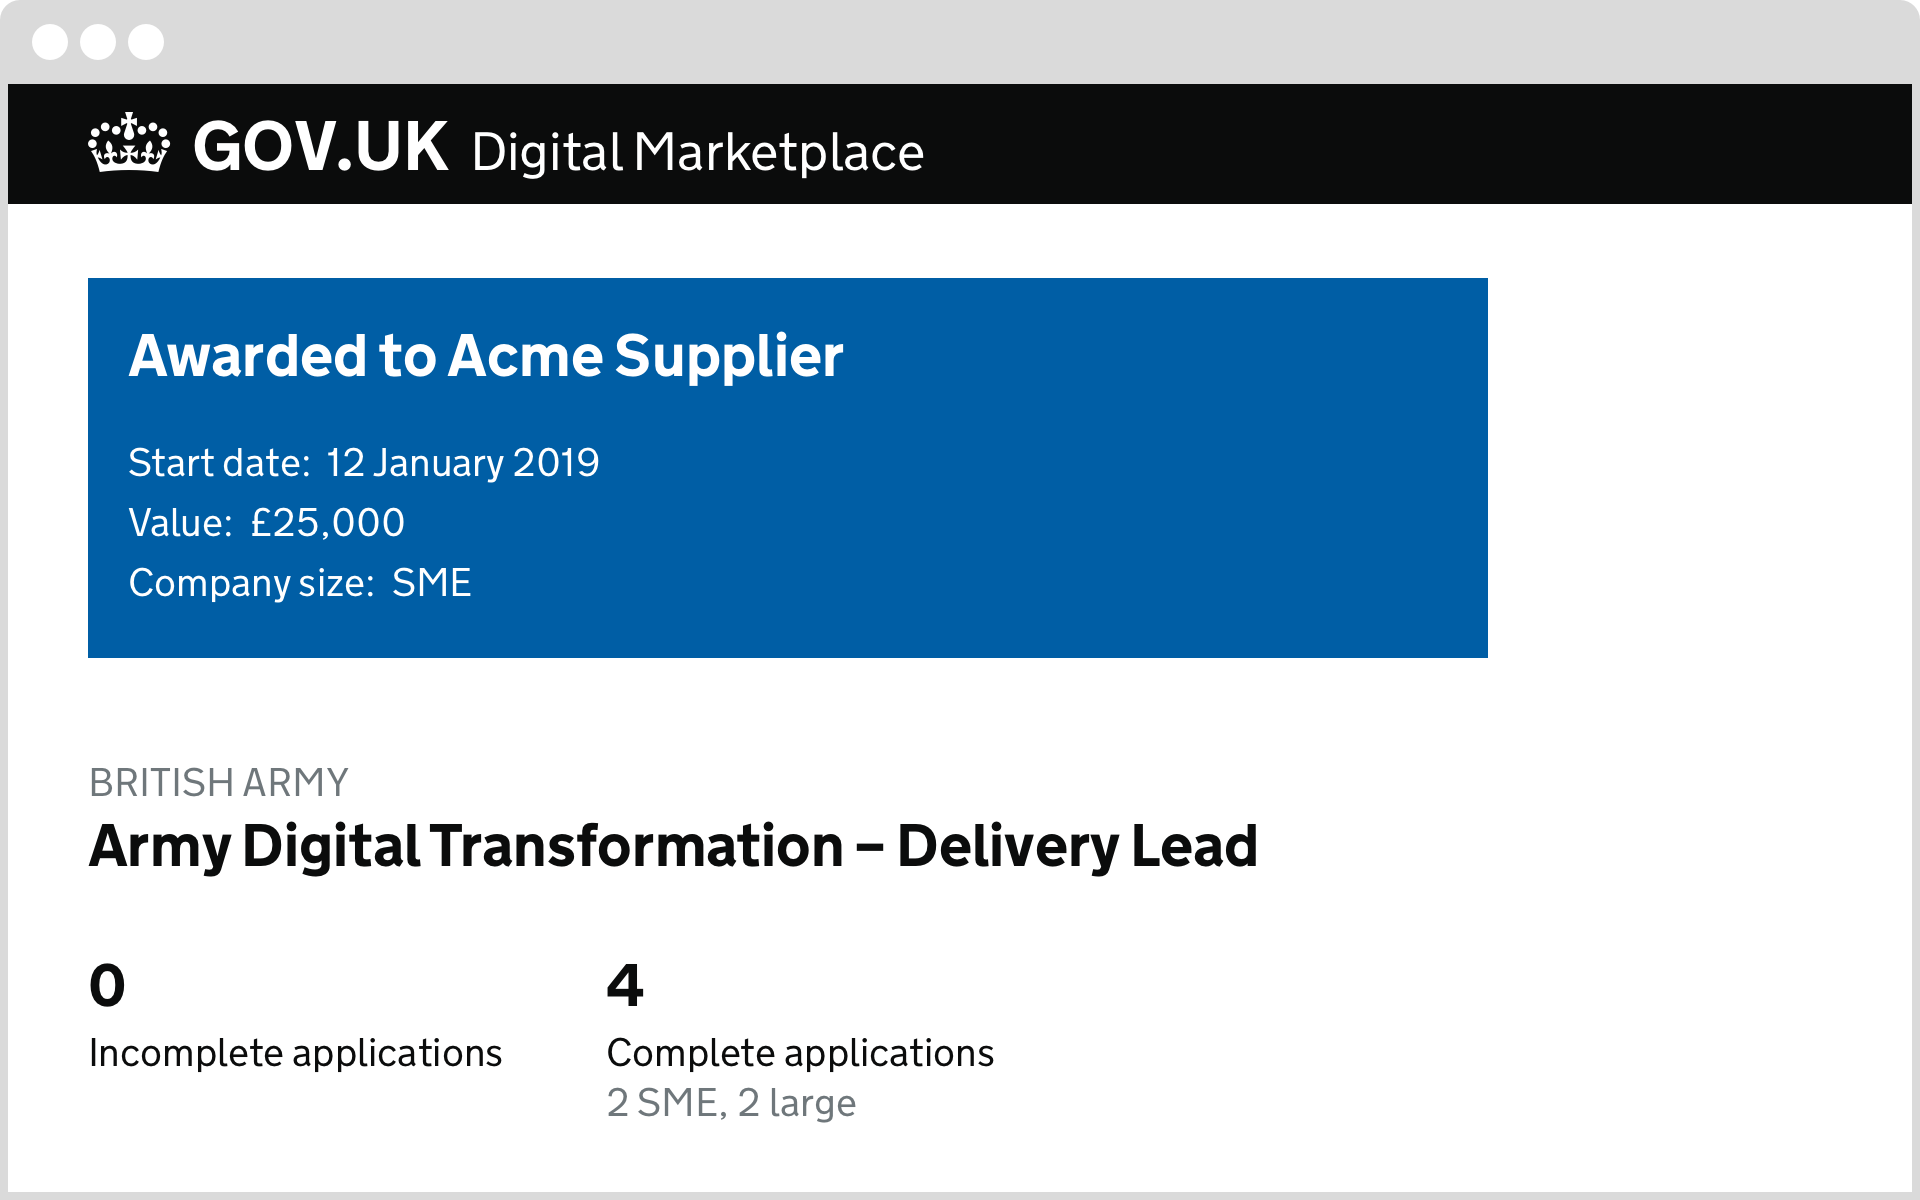 GOV.UK Digital Marketplace
Awarded to Acme Supplier
Start date: 12 January 2019
Value: £25,000
Company size: SME
BRITISH ARMY
Army Digital Transformation – Delivery Lead
0
Incomplete applications
4
Complete applications
2 SME, 2 large